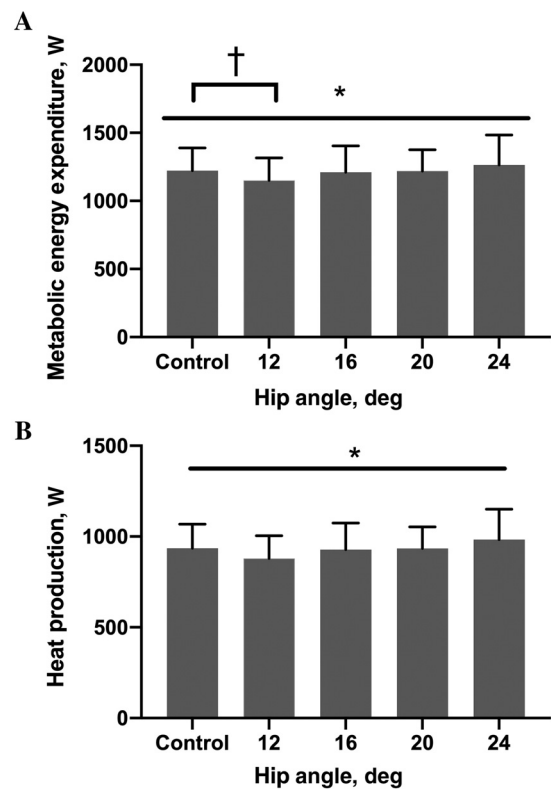 A
Metabolic energy expenditure, W
2000
1500
1000
500
0
†
*
Control 12 16 20 24
Hip angle, deg
B
Heat production, W
1500
1000
500
0
*
Control 12 16 20 24
Hip angle, deg